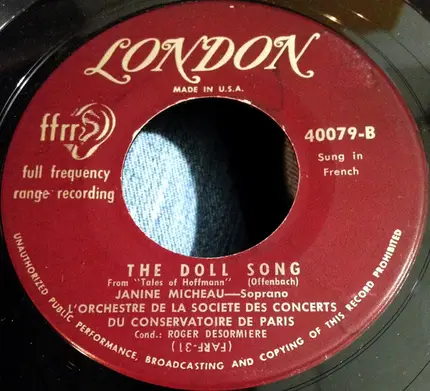 LONDON
MADE IN U.S.A.
ffrr
full frequency
range recording
40079-B
Sung in
French
THE DOLL SONG
From "Tales of Hoffmann" (Offenbach)
JANINE MICHEAU—Soprano
L'ORCHESTRE DE LA SOCIETE DES CONCERTS
DU CONSERVATOIRE DE PARIS
Cond.: ROGER DESORMIERE
(FARF-31)
UNAUTHORIZED PUBLIC PERFORMANCE, BROADCASTING AND COPYING OF THIS RECORD PROHIBITED